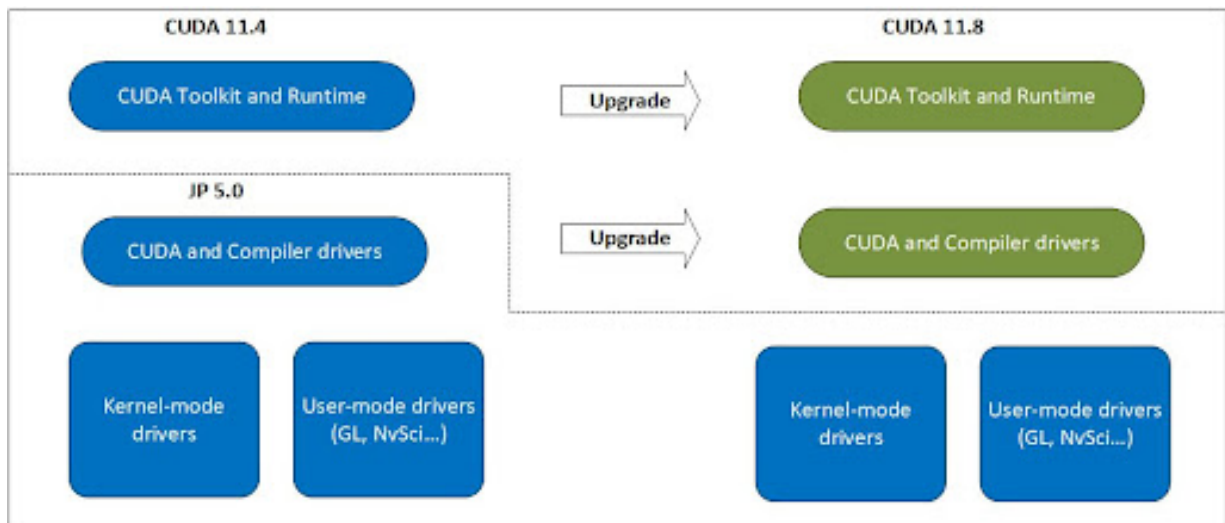 CUDA 11.4
CUDA 11.8
CUDA Toolkit and Runtime
Upgrade
CUDA Toolkit and Runtime
JP 5.0
CUDA and Compiler drivers
Upgrade
CUDA and Compiler drivers
Kernel-mode
drivers
User-mode drivers
(GL, NvSci...)
Kernel-mode
drivers
User-mode drivers
(GL, NvSci...)